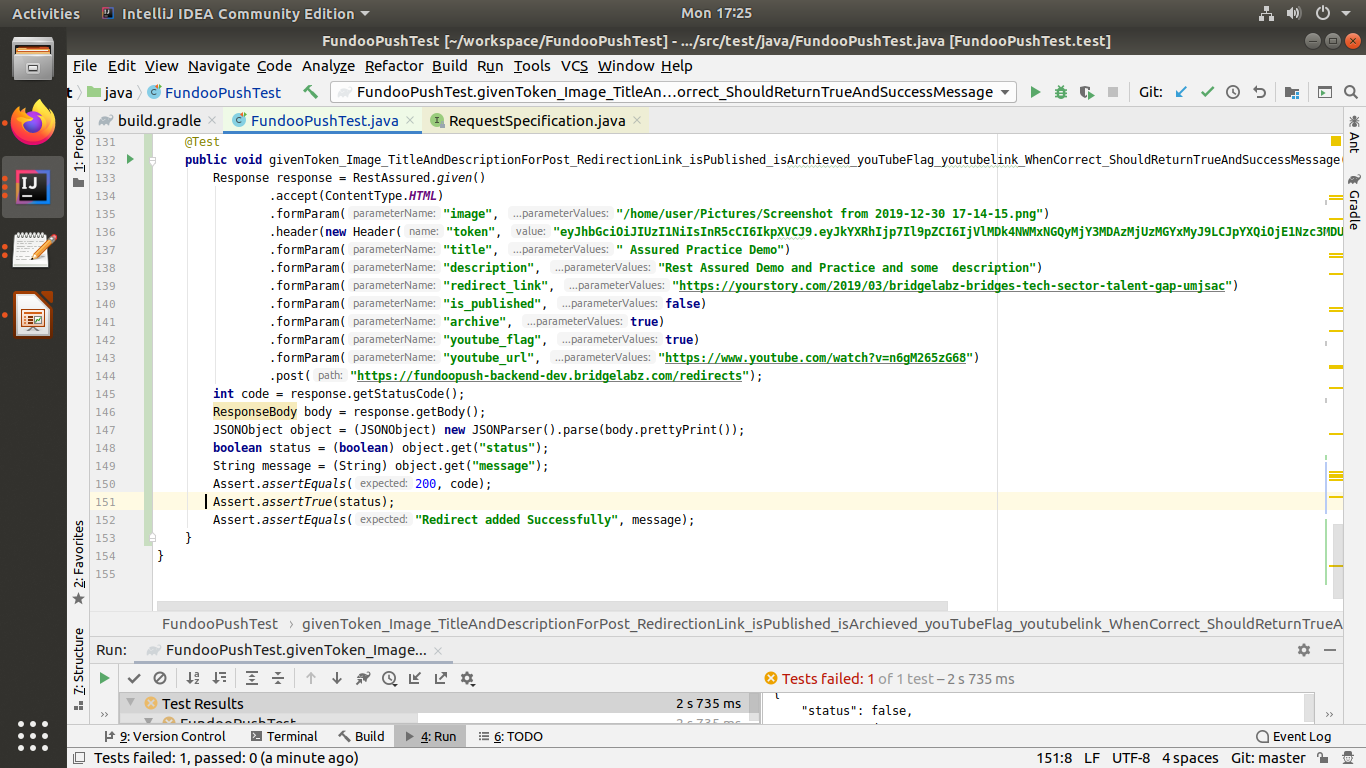 Activities IntelliJ IDEA Community Edition Mon 17:25
FundooPushTest [~/workspace/FundooPushTest] - .../src/test/java/FundooPushTest.java [FundooPushTest.test]
File Edit View Navigate Code Analyze Refactor Build Run Tools VCS Window Help
t java FundooPushTest FundooPushTest.givenToken_Image_TitleAn...orrect_ShouldReturnTrueAndSuccessMessage Git:
build.gradle FundooPushTest.java RequestSpecification.java
1: Project
2: Favorites
7: Structure
Ant
Gradle
131 @Test
132 public void givenToken_Image_TitleAndDescriptionForPost_RedirectionLink_isPublished_isArchieved_youTubeFlag_youtubelink_WhenCorrect_ShouldReturnTrueAndSuccessMessage(
133 Response response = RestAssured.given()
134 .accept(ContentType.HTML)
135 .formParam( parameterName: "image", ...parameterValues: "/home/user/Pictures/Screenshot from 2019-12-30 17-14-15.png")
136 .header(new Header( name: "token", value: "eyJhbGciOiJIUzI1NiIsInR5cCI6IkpXVCJ9.eyJkYXRhIjp7Il9pZCI6IjVlMDk4NWMxNGQyMjY3MDAzMjUzMGYxMyJ9LCJpYXQiOjE1Nzc3MDU
137 .formParam( parameterName: "title", ...parameterValues: " Assured Practice Demo")
138 .formParam( parameterName: "description", ...parameterValues: "Rest Assured Demo and Practice and some  description")
139 .formParam( parameterName: "redirect_link", ...parameterValues: "https://yourstory.com/2019/03/bridgelabz-bridges-tech-sector-talent-gap-umjsac")
140 .formParam( parameterName: "is_published", ...parameterValues: false)
141 .formParam( parameterName: "archive", ...parameterValues: true)
142 .formParam( parameterName: "youtube_flag", ...parameterValues: true)
143 .formParam( parameterName: "youtube_url", ...parameterValues: "https://www.youtube.com/watch?v=n6gM265zG68")
144 .post( path: "https://fundoopush-backend-dev.bridgelabz.com/redirects");
145 int code = response.getStatusCode();
146 ResponseBody body = response.getBody();
147 JSONObject object = (JSONObject) new JSONParser().parse(body.prettyPrint());
148 boolean status = (boolean) object.get("status");
149 String message = (String) object.get("message");
150 Assert.assertEquals( expected: 200, code);
151 Assert.assertTrue(status);
152 Assert.assertEquals( expected: "Redirect added Successfully", message);
153 }
154 }
155
FundooPushTest › givenToken_Image_TitleAndDescriptionForPost_RedirectionLink_isPublished_isArchieved_youTubeFlag_youtubelink_WhenCorrect_ShouldReturnTrueA
Run: FundooPushTest.givenToken_Image...
Tests failed: 1 of 1 test – 2 s 735 ms
Test Results 2 s 735 ms
{
"status": false,
FundooPushTest 2 s 735 ms
9: Version Control Terminal Build 4: Run 6: TODO Event Log
Tests failed: 1, passed: 0 (a minute ago) 151:8 LF UTF-8 4 spaces Git: master